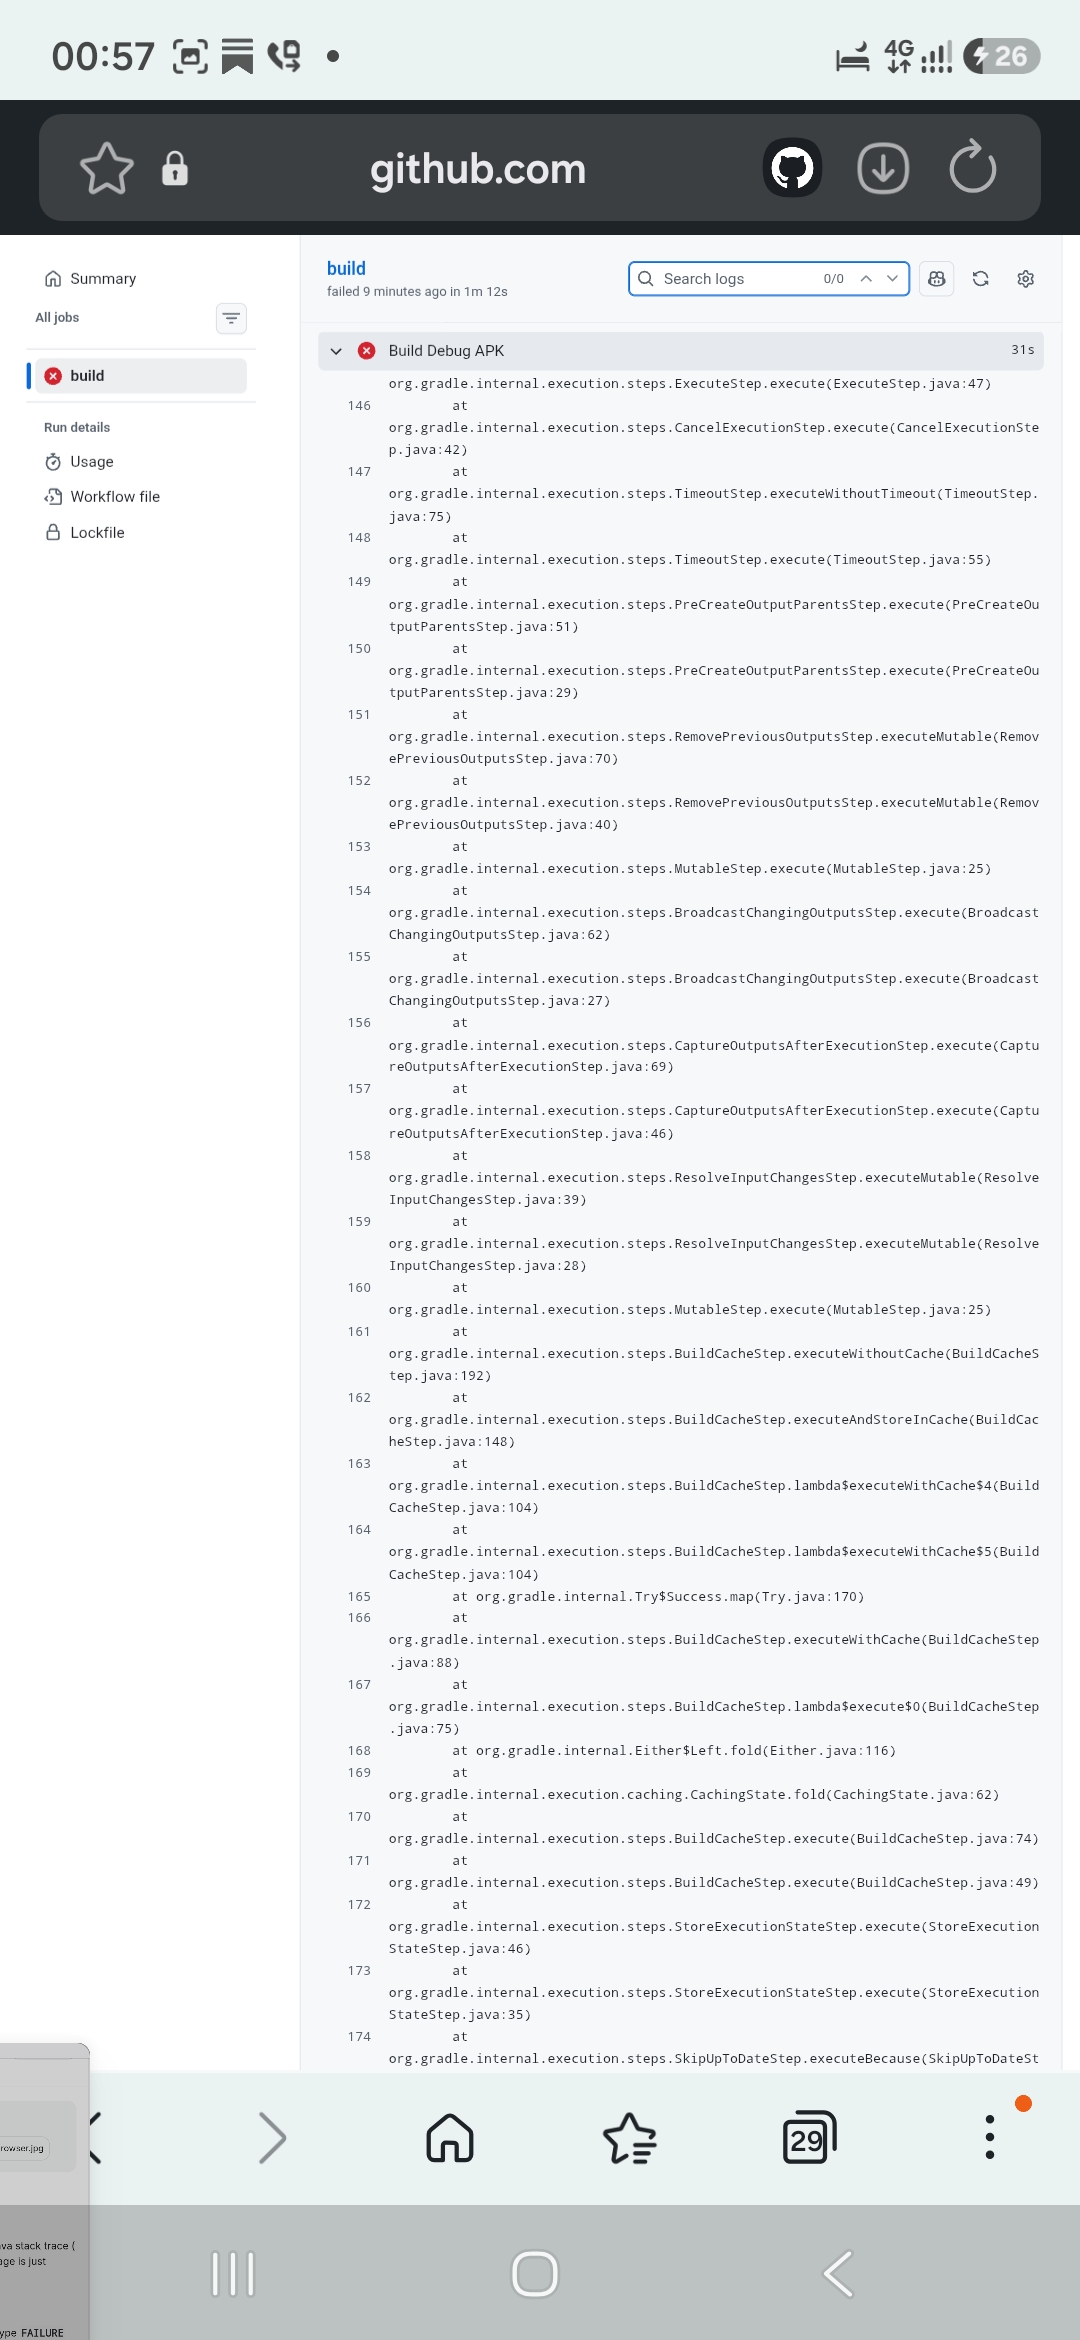 00:57
4G
26
github.com
Summary
All jobs
build
Run details
Usage
Workflow file
Lockfile
build
failed 9 minutes ago in 1m 12s
Search logs 0/0
Build Debug APK 31s
org.gradle.internal.execution.steps.ExecuteStep.execute(ExecuteStep.java:47)
146 at
org.gradle.internal.execution.steps.CancelExecutionStep.execute(CancelExecutionSte
p.java:42)
147 at
org.gradle.internal.execution.steps.TimeoutStep.executeWithoutTimeout(TimeoutStep.
java:75)
148 at
org.gradle.internal.execution.steps.TimeoutStep.execute(TimeoutStep.java:55)
149 at
org.gradle.internal.execution.steps.PreCreateOutputParentsStep.execute(PreCreateOu
tputParentsStep.java:51)
150 at
org.gradle.internal.execution.steps.PreCreateOutputParentsStep.execute(PreCreateOu
tputParentsStep.java:29)
151 at
org.gradle.internal.execution.steps.RemovePreviousOutputsStep.executeMutable(Remov
ePreviousOutputsStep.java:70)
152 at
org.gradle.internal.execution.steps.RemovePreviousOutputsStep.executeMutable(Remov
ePreviousOutputsStep.java:40)
153 at
org.gradle.internal.execution.steps.MutableStep.execute(MutableStep.java:25)
154 at
org.gradle.internal.execution.steps.BroadcastChangingOutputsStep.execute(Broadcast
ChangingOutputsStep.java:62)
155 at
org.gradle.internal.execution.steps.BroadcastChangingOutputsStep.execute(Broadcast
ChangingOutputsStep.java:27)
156 at
org.gradle.internal.execution.steps.CaptureOutputsAfterExecutionStep.execute(Captu
reOutputsAfterExecutionStep.java:69)
157 at
org.gradle.internal.execution.steps.CaptureOutputsAfterExecutionStep.execute(Captu
reOutputsAfterExecutionStep.java:46)
158 at
org.gradle.internal.execution.steps.ResolveInputChangesStep.executeMutable(Resolve
InputChangesStep.java:39)
159 at
org.gradle.internal.execution.steps.ResolveInputChangesStep.executeMutable(Resolve
InputChangesStep.java:28)
160 at
org.gradle.internal.execution.steps.MutableStep.execute(MutableStep.java:25)
161 at
org.gradle.internal.execution.steps.BuildCacheStep.executeWithoutCache(BuildCacheS
tep.java:192)
162 at
org.gradle.internal.execution.steps.BuildCacheStep.executeAndStoreInCache(BuildCac
heStep.java:148)
163 at
org.gradle.internal.execution.steps.BuildCacheStep.lambda$executeWithCache$4(Build
CacheStep.java:104)
164 at
org.gradle.internal.execution.steps.BuildCacheStep.lambda$executeWithCache$5(Build
CacheStep.java:104)
165 at org.gradle.internal.Try$Success.map(Try.java:170)
166 at
org.gradle.internal.execution.steps.BuildCacheStep.executeWithCache(BuildCacheStep
.java:88)
167 at
org.gradle.internal.execution.steps.BuildCacheStep.lambda$execute$0(BuildCacheStep
.java:75)
168 at org.gradle.internal.Either$Left.fold(Either.java:116)
169 at
org.gradle.internal.execution.caching.CachingState.fold(CachingState.java:62)
170 at
org.gradle.internal.execution.steps.BuildCacheStep.execute(BuildCacheStep.java:74)
171 at
org.gradle.internal.execution.steps.BuildCacheStep.execute(BuildCacheStep.java:49)
172 at
org.gradle.internal.execution.steps.StoreExecutionStateStep.execute(StoreExecution
StateStep.java:46)
173 at
org.gradle.internal.execution.steps.StoreExecutionStateStep.execute(StoreExecution
StateStep.java:35)
174 at
org.gradle.internal.execution.steps.SkipUpToDateStep.executeBecause(SkipUpToDateSt
29
rowser.jpg
va stack trace (
ge is just
ype FAILURE